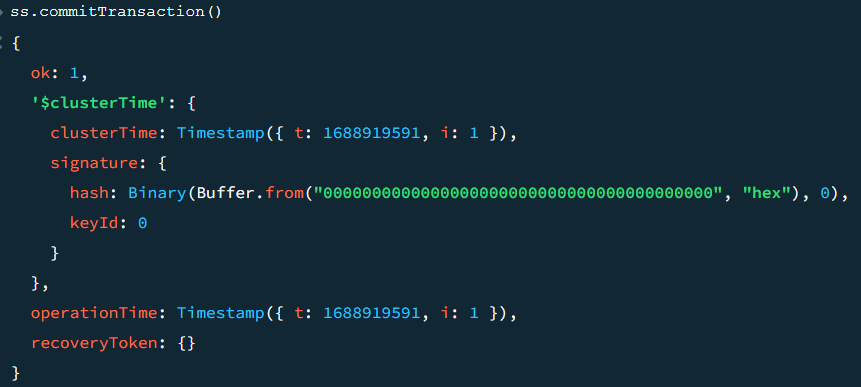 ss.commitTransaction()
{
  ok: 1,
  '$clusterTime': {
    clusterTime: Timestamp({ t: 1688919591, i: 1 }),
    signature: {
      hash: Binary(Buffer.from("0000000000000000000000000000000000000000", "hex"), 0),
      keyId: 0
    }
  },
  operationTime: Timestamp({ t: 1688919591, i: 1 }),
  recoveryToken: {}
}